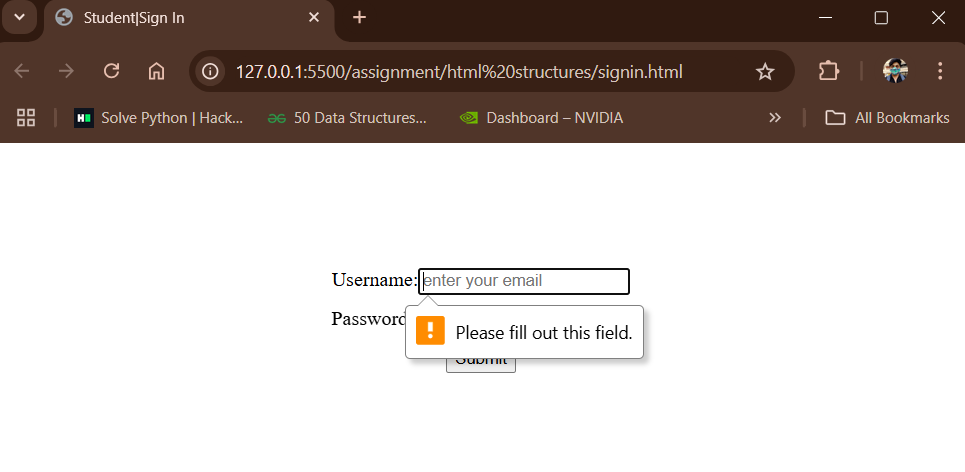 Student|Sign In
127.0.0.1:5500/assignment/html%20structures/signin.html
Solve Python | Hack... 50 Data Structures... Dashboard – NVIDIA All Bookmarks
Username: enter your email
Password
Please fill out this field.
Submit